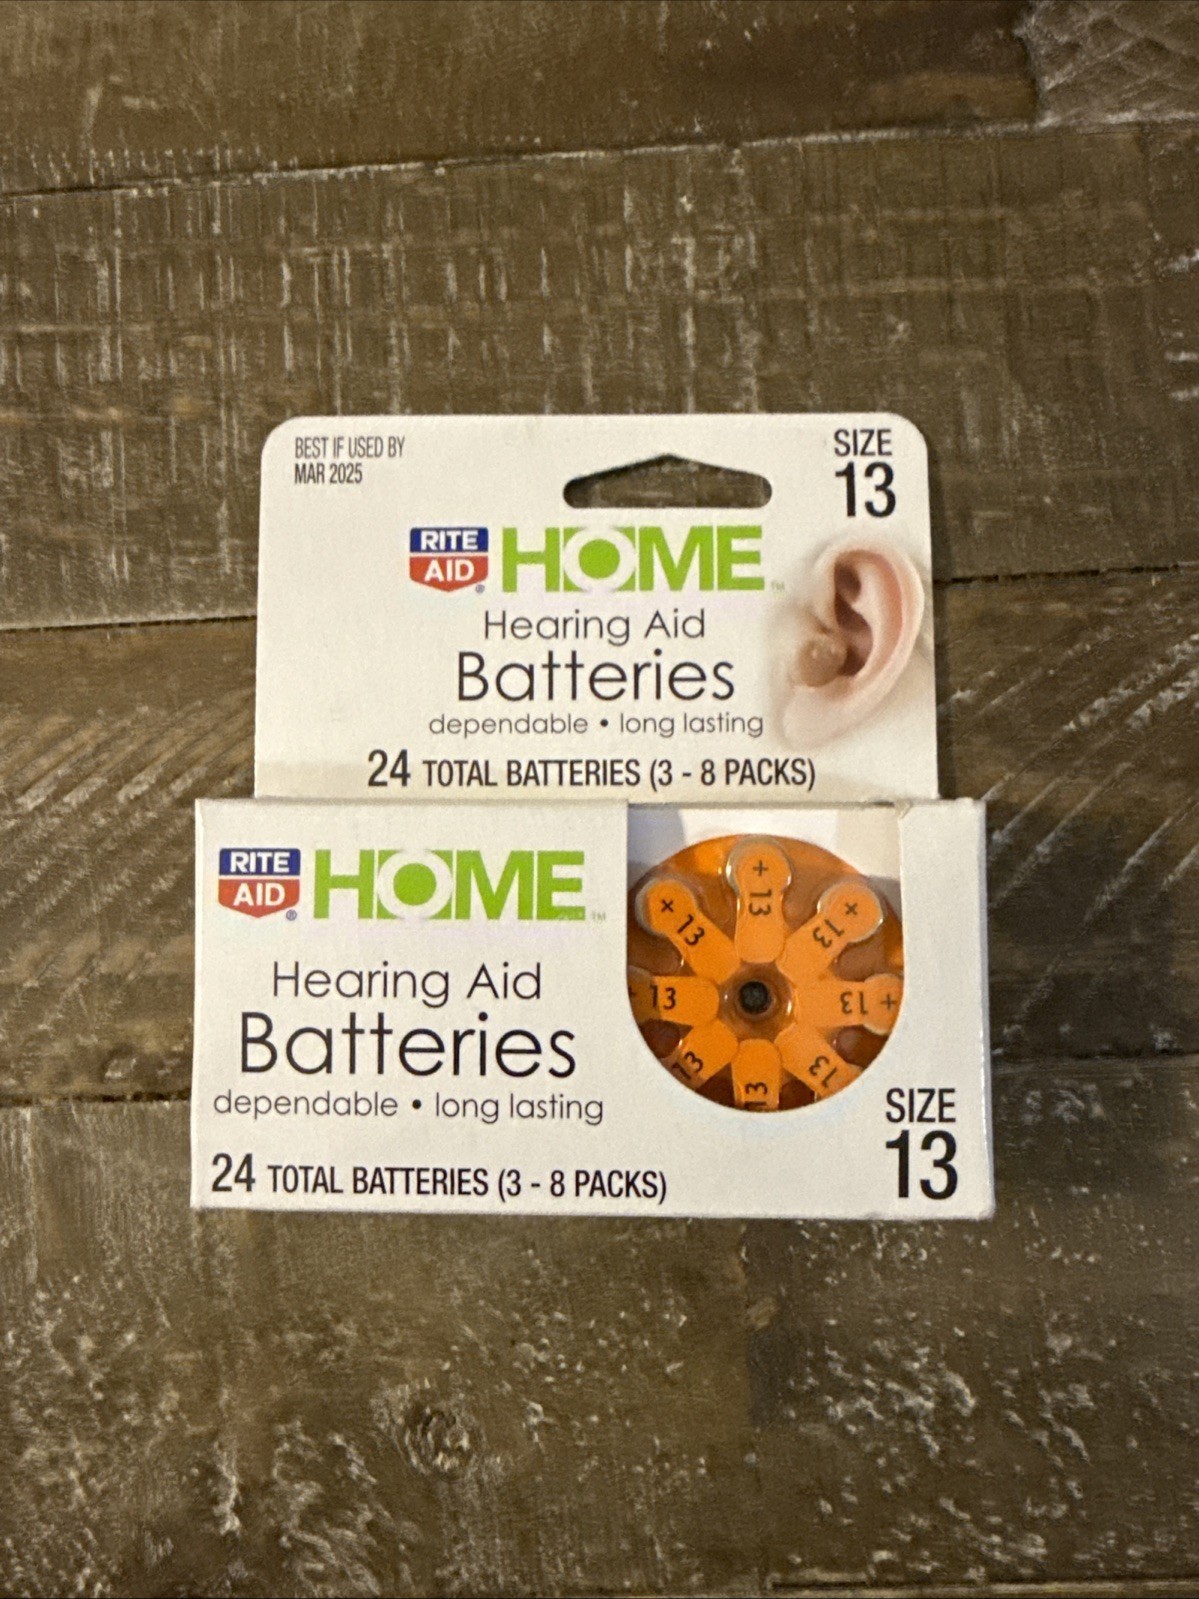 BEST IF USED BY
MAR 2025
SIZE
13
RITE
AID®
HOME™
Hearing Aid
Batteries
dependable • long lasting
24 TOTAL BATTERIES (3 - 8 PACKS)
RITE
AID®
HOME™
Hearing Aid
Batteries
dependable • long lasting
24 TOTAL BATTERIES (3 - 8 PACKS)
+ 13
+ 13
+ 13
+ 13
13
13
13
13
SIZE
13